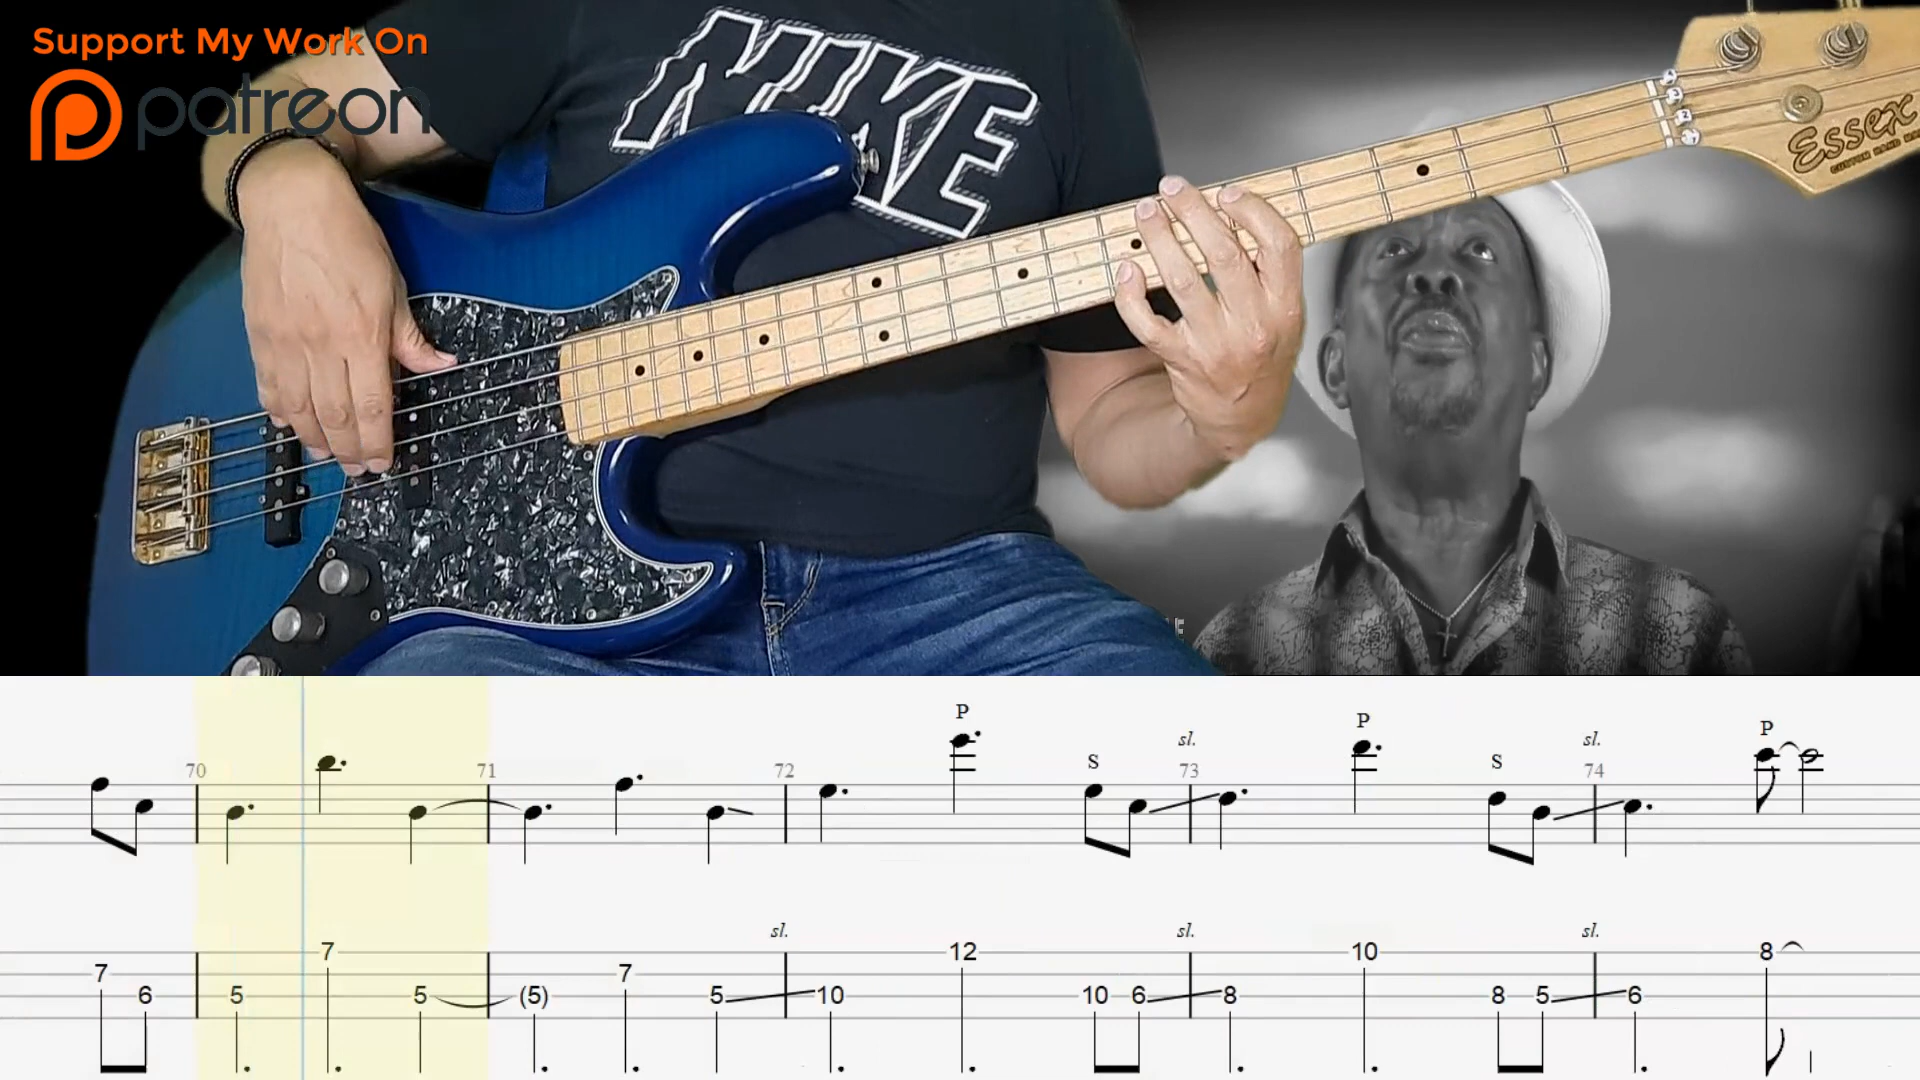 Support My Work On
patreon
NIKE
Essex
P P P
S sl. S sl.
70 71 72 73 74
sl. sl. sl.
7 12 10 8
7 7
6 5 5 (5) 5 10 10 6 8 8 5 6